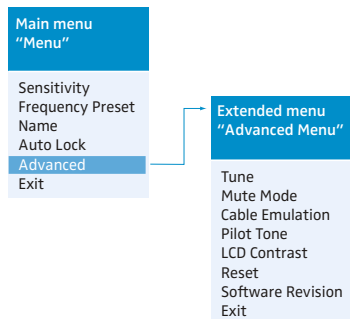 Main menu
“Menu”
Sensitivity
Frequency Preset
Name
Auto Lock
Advanced
Exit
Extended menu
“Advanced Menu”
Tune
Mute Mode
Cable Emulation
Pilot Tone
LCD Contrast
Reset
Software Revision
Exit